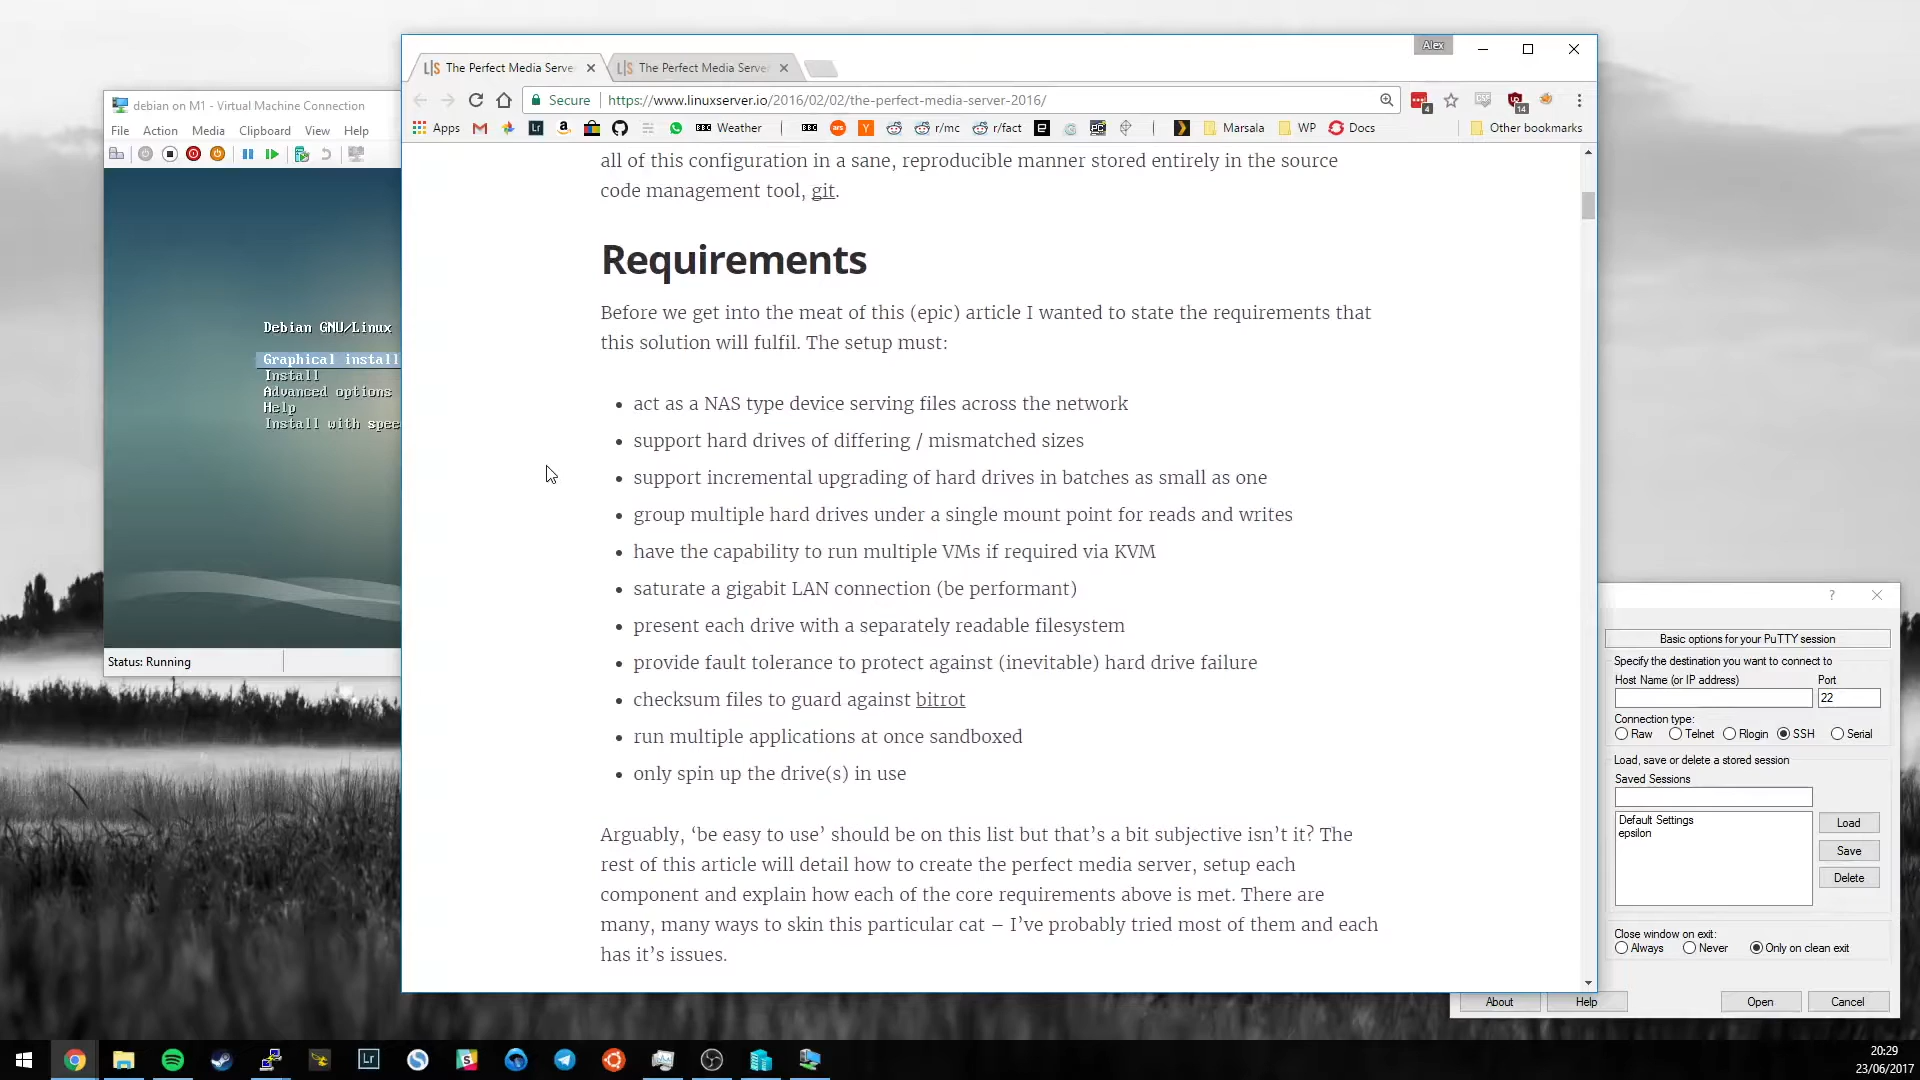 Alex
The Perfect Media Serve
The Perfect Media Serve
Secure
https://www.linuxserver.io/2016/02/02/the-perfect-media-server-2016/
4
14
Apps
BBC Weather
BBC
ars
Y
r/mc
r/fact
PC
Marsala
WP
Docs
Other bookmarks
all of this configuration in a sane, reproducible manner stored entirely in the source
code management tool, git.
Requirements
Before we get into the meat of this (epic) article I wanted to state the requirements that
this solution will fulfil. The setup must:
• act as a NAS type device serving files across the network
• support hard drives of differing / mismatched sizes
• support incremental upgrading of hard drives in batches as small as one
• group multiple hard drives under a single mount point for reads and writes
• have the capability to run multiple VMs if required via KVM
• saturate a gigabit LAN connection (be performant)
• present each drive with a separately readable filesystem
• provide fault tolerance to protect against (inevitable) hard drive failure
• checksum files to guard against bitrot
• run multiple applications at once sandboxed
• only spin up the drive(s) in use
Arguably, ‘be easy to use’ should be on this list but that’s a bit subjective isn’t it? The
rest of this article will detail how to create the perfect media server, setup each
component and explain how each of the core requirements above is met. There are
many, many ways to skin this particular cat – I’ve probably tried most of them and each
has it’s issues.
debian on M1 - Virtual Machine Connection
File Action Media Clipboard View Help
Debian GNU/Linux
Graphical install
Install
Advanced options
Help
Install with spee
Status: Running
?
Basic options for your PuTTY session
Specify the destination you want to connect to
Host Name (or IP address) Port
22
Connection type:
Raw Telnet Rlogin SSH Serial
Load, save or delete a stored session
Saved Sessions
Default Settings
epsilon
Load
Save
Delete
Close window on exit:
Always Never Only on clean exit
About Help Open Cancel
Lr
20:29
23/06/2017